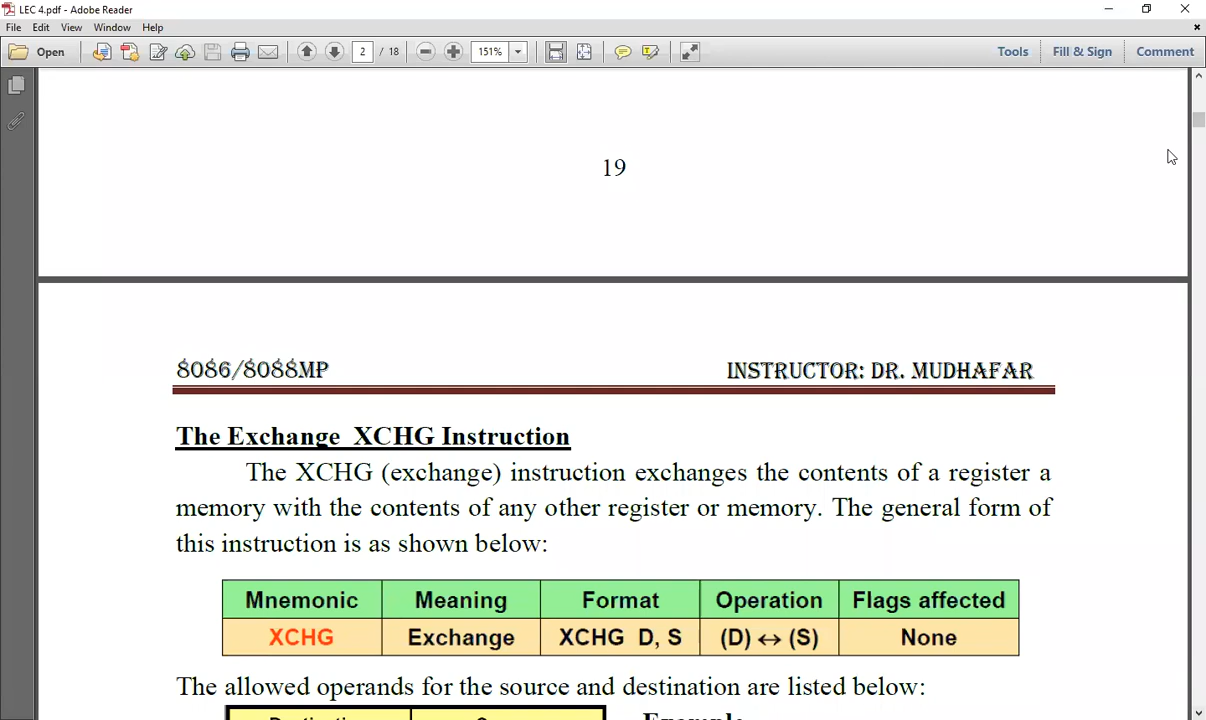 LEC 4.pdf - Adobe Reader
File Edit View Window Help
Open 2 / 18 151% Tools Fill & Sign Comment
19
8086/8088MP INSTRUCTOR: DR. MUDHAFAR
The Exchange XCHG Instruction
The XCHG (exchange) instruction exchanges the contents of a register a
memory with the contents of any other register or memory. The general form of
this instruction is as shown below:
Mnemonic Meaning Format Operation Flags affected
XCHG Exchange XCHG D, S (D) ↔ (S) None
The allowed operands for the source and destination are listed below: